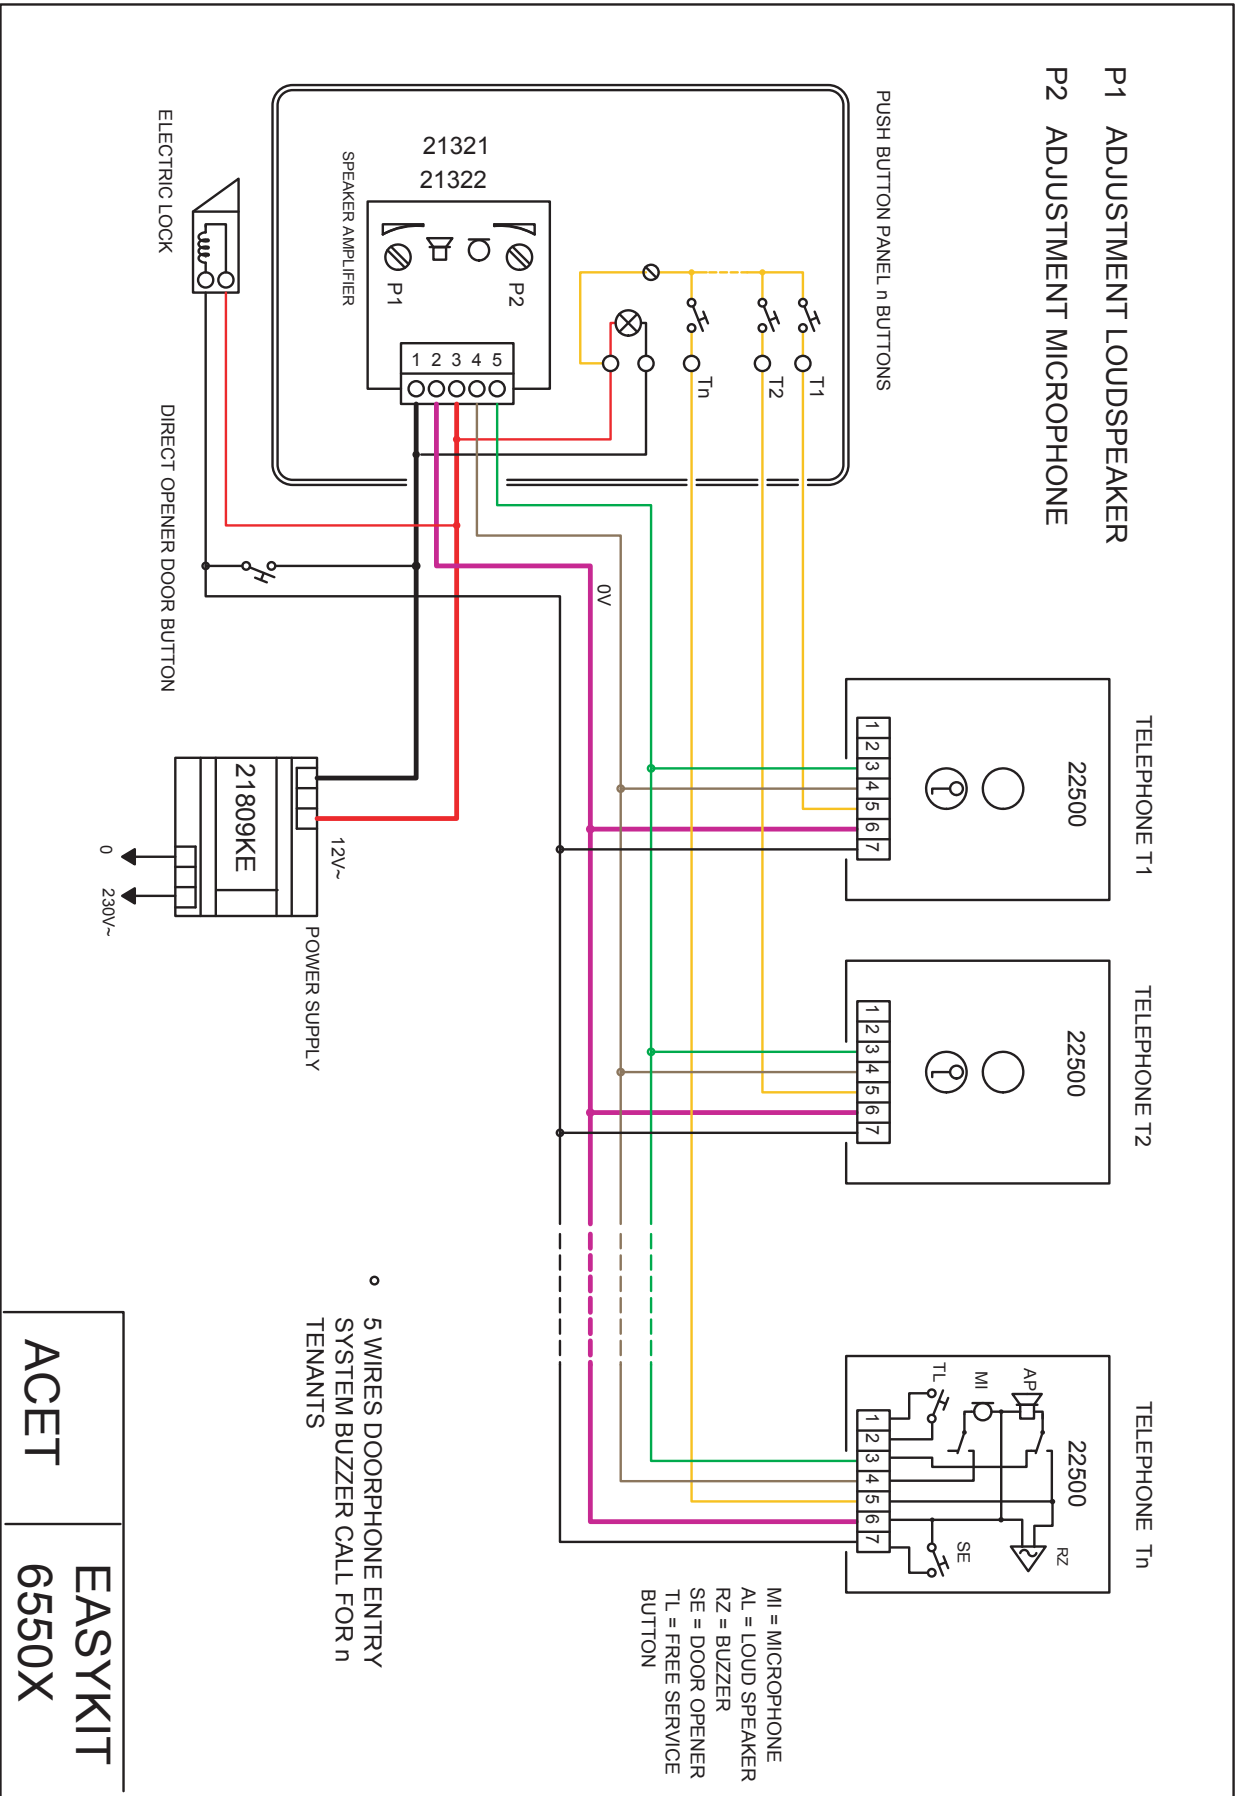 P1 ADJUSTMENT LOUDSPEAKER
P2 ADJUSTMENT MICROPHONE
PUSH BUTTON PANEL n BUTTONS
T1
T2
Tn
21321
21322
SPEAKER AMPLIFIER
P2
P1
1 2 3 4 5
ELECTRIC LOCK
DIRECT OPENER DOOR BUTTON
0V
TELEPHONE T1
22500
1 2 3 4 5 6 7
TELEPHONE T2
22500
1 2 3 4 5 6 7
TELEPHONE Tn
22500
AP
MI
TL
RZ
SE
1 2 3 4 5 6 7
12V~
21809KE
0
230V~
POWER SUPPLY
MI = MICROPHONE
AL = LOUD SPEAKER
RZ = BUZZER
SE = DOOR OPENER
TL = FREE SERVICE
BUTTON
5 WIRES DOORPHONE ENTRY
SYSTEM BUZZER CALL FOR n
TENANTS
ACET
EASYKIT
6550X